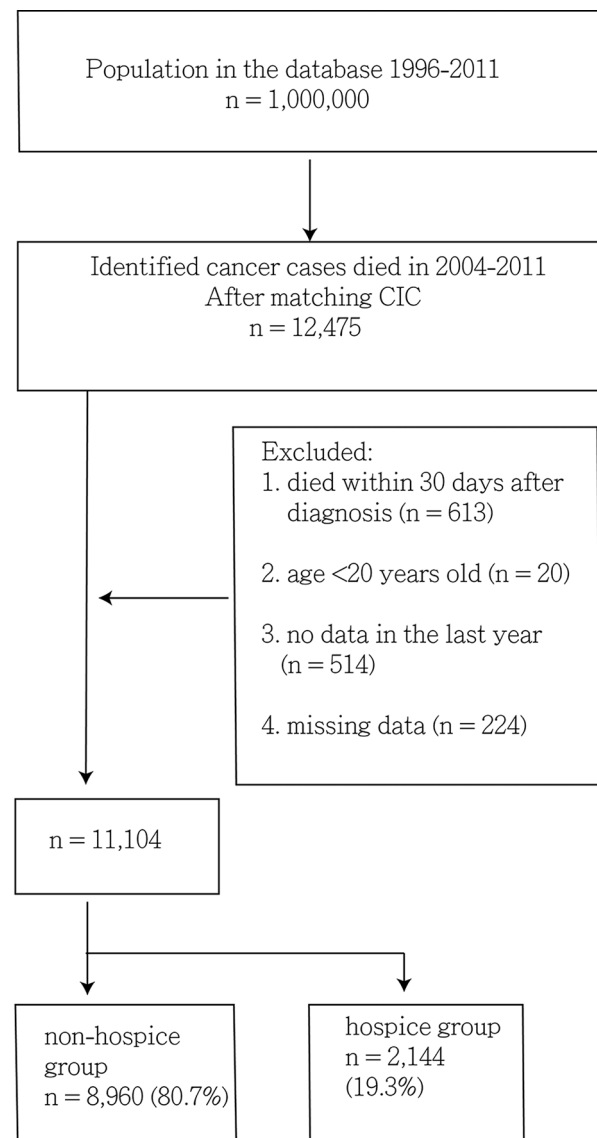 Population in the database 1996-2011
n = 1,000,000
Identified cancer cases died in 2004-2011
After matching CIC
n = 12,475
Excluded:
1. died within 30 days after
diagnosis (n = 613)
2. age <20 years old (n = 20)
3. no data in the last year
(n = 514)
4. missing data (n = 224)
n = 11,104
non-hospice
group
n = 8,960 (80.7%)
hospice group
n = 2,144
(19.3%)